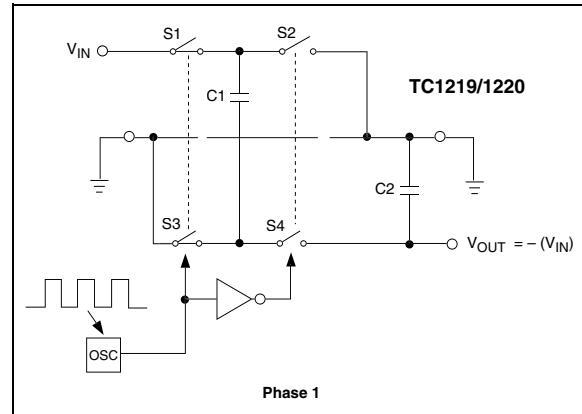 S1
S2
V_IN
TC1219/1220
C1
C2
S3
S4
V_OUT = – (V_IN)
OSC
Phase 1